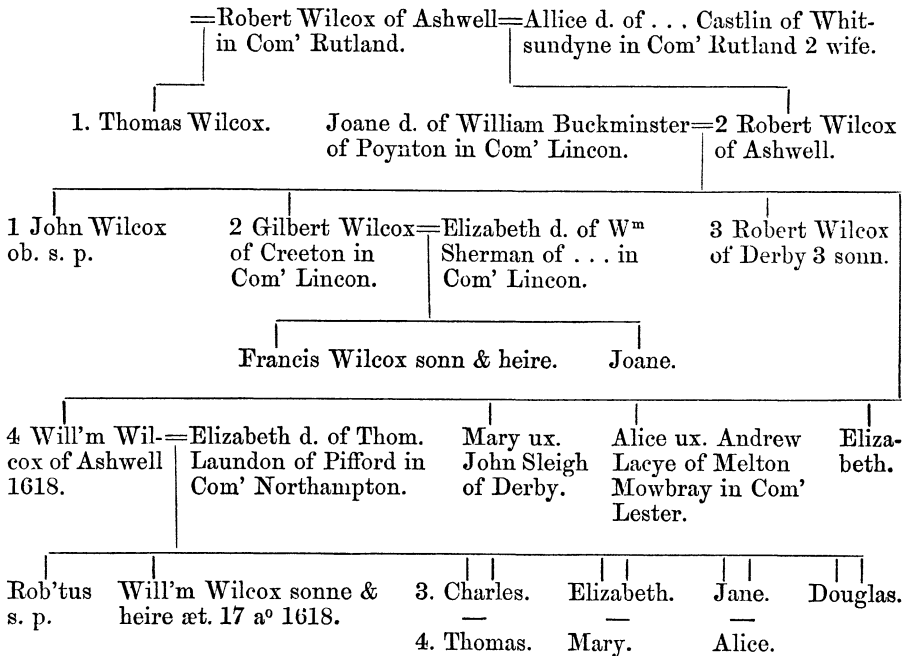 =Robert Wilcox of Ashwell=Allice d. of . . . Castlin of Whit-
in Com' Rutland. sundyne in Com' Rutland 2 wife.
1. Thomas Wilcox. Joane d. of William Buckminster=2 Robert Wilcox
of Poynton in Com' Lincon. of Ashwell.
1 John Wilcox 2 Gilbert Wilcox=Elizabeth d. of Wᵐ 3 Robert Wilcox
ob. s. p. of Creeton in Sherman of . . . in of Derby 3 sonn.
Com' Lincon. Com' Lincon.
Francis Wilcox sonn & heire. Joane.
4 Will'm Wil-=Elizabeth d. of Thom. Mary ux. Alice ux. Andrew Eliza-
cox of Ashwell Laundon of Pifford in John Sleigh Lacye of Melton beth.
1618. Com' Northampton. of Derby. Mowbray in Com'
Lester.
Rob'tus Will'm Wilcox sonne & 3. Charles. Elizabeth. Jane. Douglas.
s. p. heire æt. 17 aᵒ 1618.
4. Thomas. Mary. Alice.